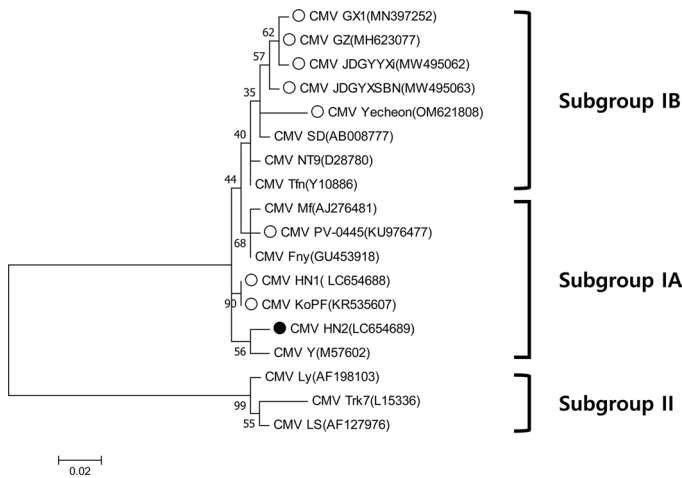 CMV GX1(MN397252)
62
CMV GZ(MH623077)
57
CMV JDGYYXi(MW495062)
CMV JDGYXSBN(MW495063)
35
Subgroup IB
CMV Yecheon(OM621808)
40
CMV SD(AB008777)
CMV NT9(D28780)
44
CMV Tfn(Y10886)
CMV Mf(AJ276481)
CMV PV-0445(KU976477)
68
CMV Fny(GU453918)
CMV HN1( LC654688)
Subgroup IA
90
CMV KoPF(KR535607)
CMV HN2(LC654689)
56
CMV Y(M57602)
CMV Ly(AF198103)
99
CMV Trk7(L15336)
Subgroup II
55
CMV LS(AF127976)
0.02